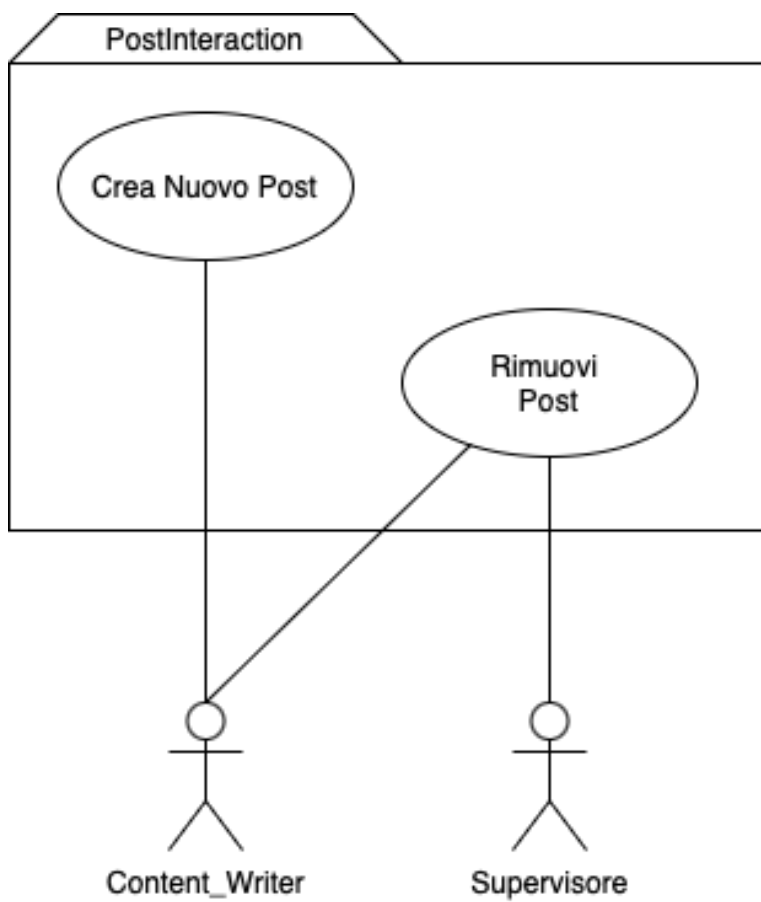 PostInteraction
Crea Nuovo Post
Rimuovi
Post
Content_Writer
Supervisore